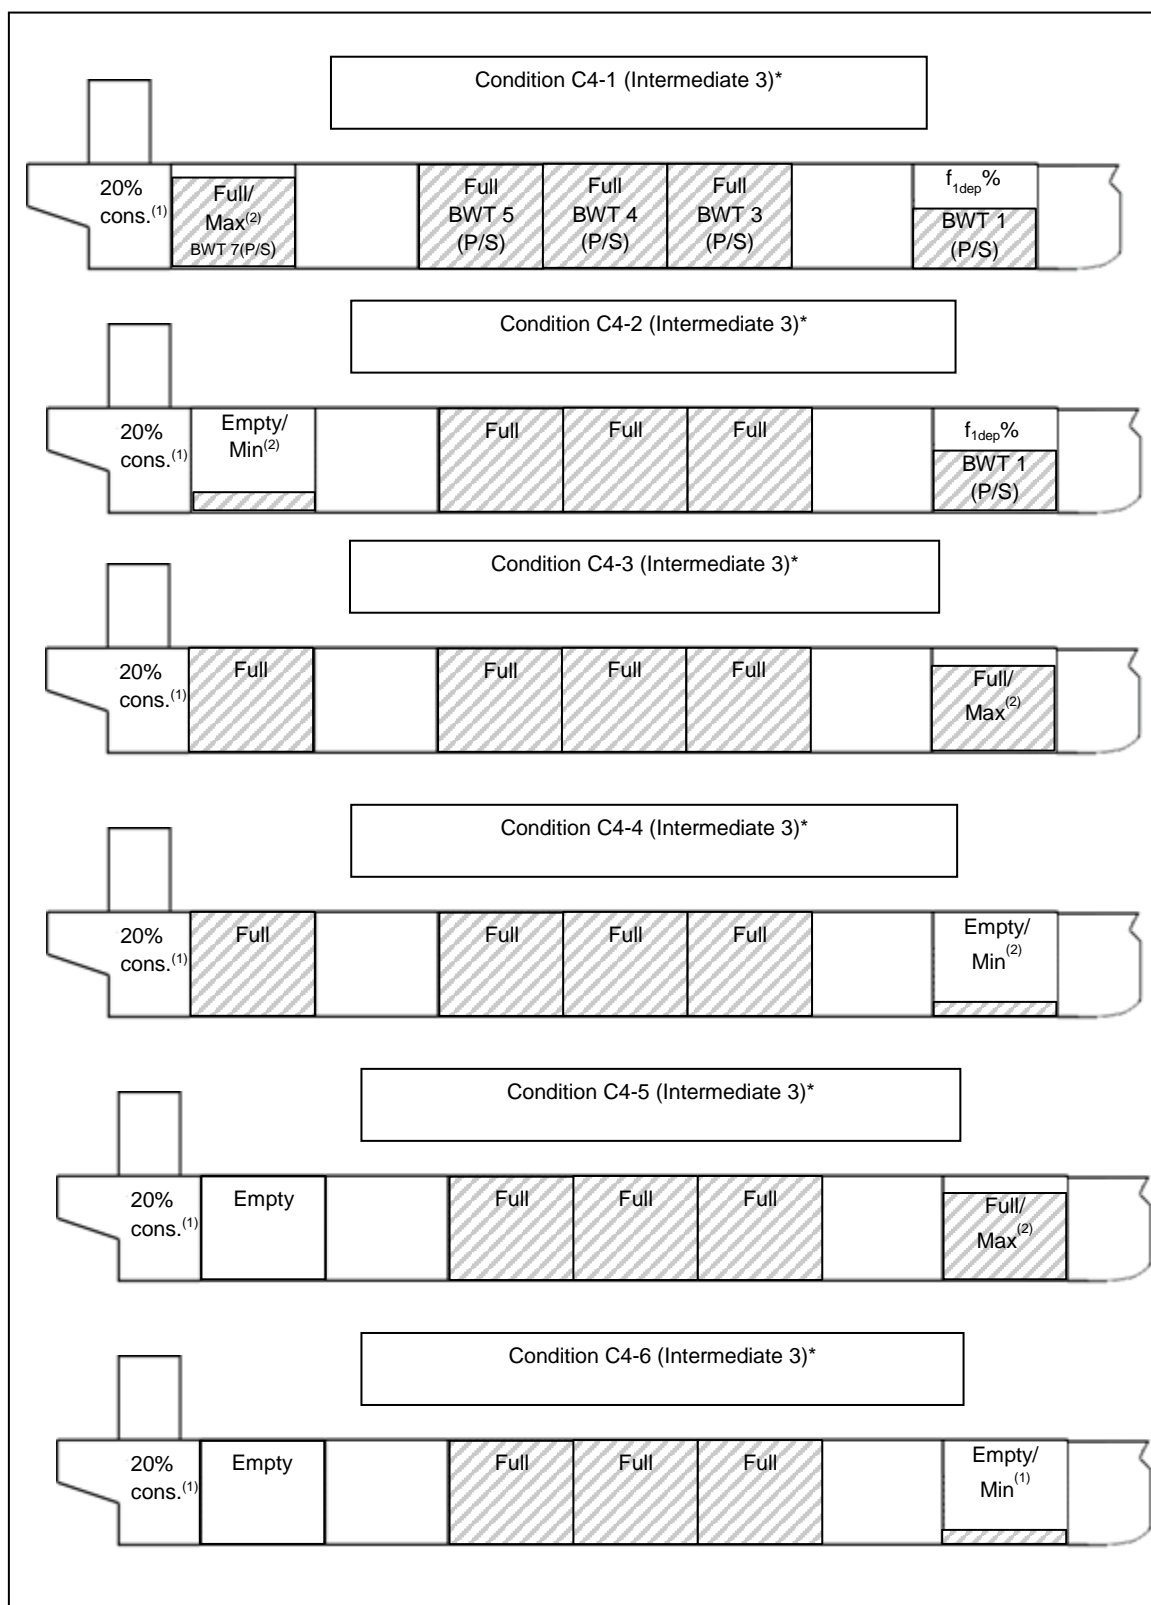 Condition C4-1 (Intermediate 3)*
20%
cons.(1)
Full/
Max(2)
BWT 7(P/S)
Full
BWT 5
(P/S)
Full
BWT 4
(P/S)
Full
BWT 3
(P/S)
f1dep%
BWT 1
(P/S)
Condition C4-2 (Intermediate 3)*
20%
cons.(1)
Empty/
Min(2)
Full
Full
Full
f1dep%
BWT 1
(P/S)
Condition C4-3 (Intermediate 3)*
20%
cons.(1)
Full
Full
Full
Full
Full/
Max(2)
Condition C4-4 (Intermediate 3)*
20%
cons.(1)
Full
Full
Full
Full
Empty/
Min(2)
Condition C4-5 (Intermediate 3)*
20%
cons.(1)
Empty
Full
Full
Full
Full/
Max(2)
Condition C4-6 (Intermediate 3)*
20%
cons.(1)
Empty
Full
Full
Full
Empty/
Min(1)